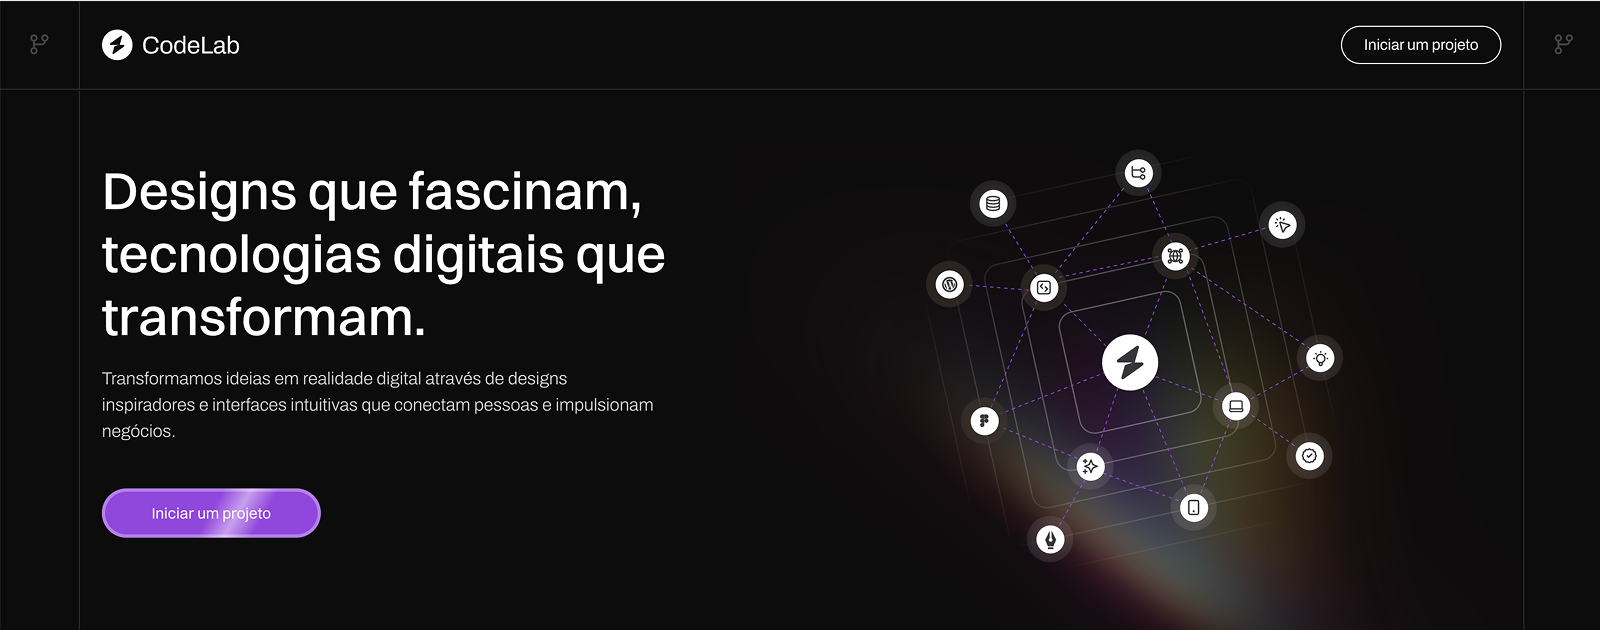 CodeLab
Iniciar um projeto
Designs que fascinam,
tecnologias digitais que
transformam.
Transformamos ideias em realidade digital através de designs
inspiradores e interfaces intuitivas que conectam pessoas e impulsionam
negócios.
Iniciar um projeto